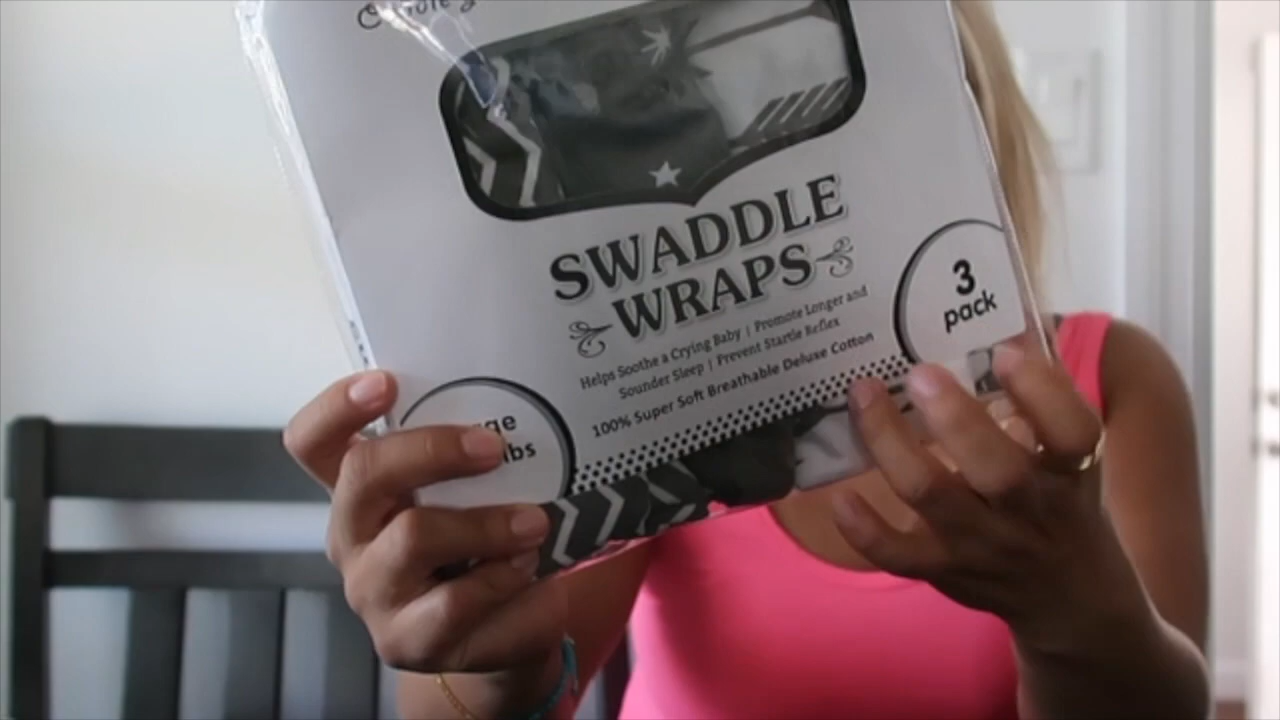 SWADDLE
WRAPS
3
pack
Helps Soothe a Crying Baby | Promote Longer and
Sounder Sleep | Prevent Startle Reflex
100% Super Soft Breathable Deluxe Cotton